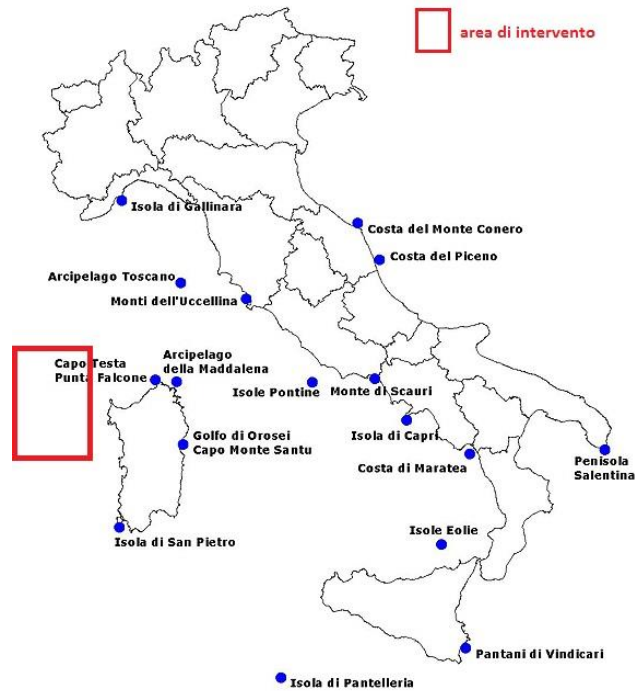 area di intervento
Isola di Gallinara
Costa del Monte Conero
Costa del Piceno
Arcipelago Toscano
Monti dell'Uccellina
Capo Testa
Punta Falcone
Arcipelago
della Maddalena
Isole Pontine
Monte di Scauri
Isola di Capri
Golfo di Orosei
Capo Monte Santu
Costa di Maratea
Penisola
Salentina
Isola di San Pietro
Isole Eolie
Pantani di Vindicari
Isola di Pantelleria